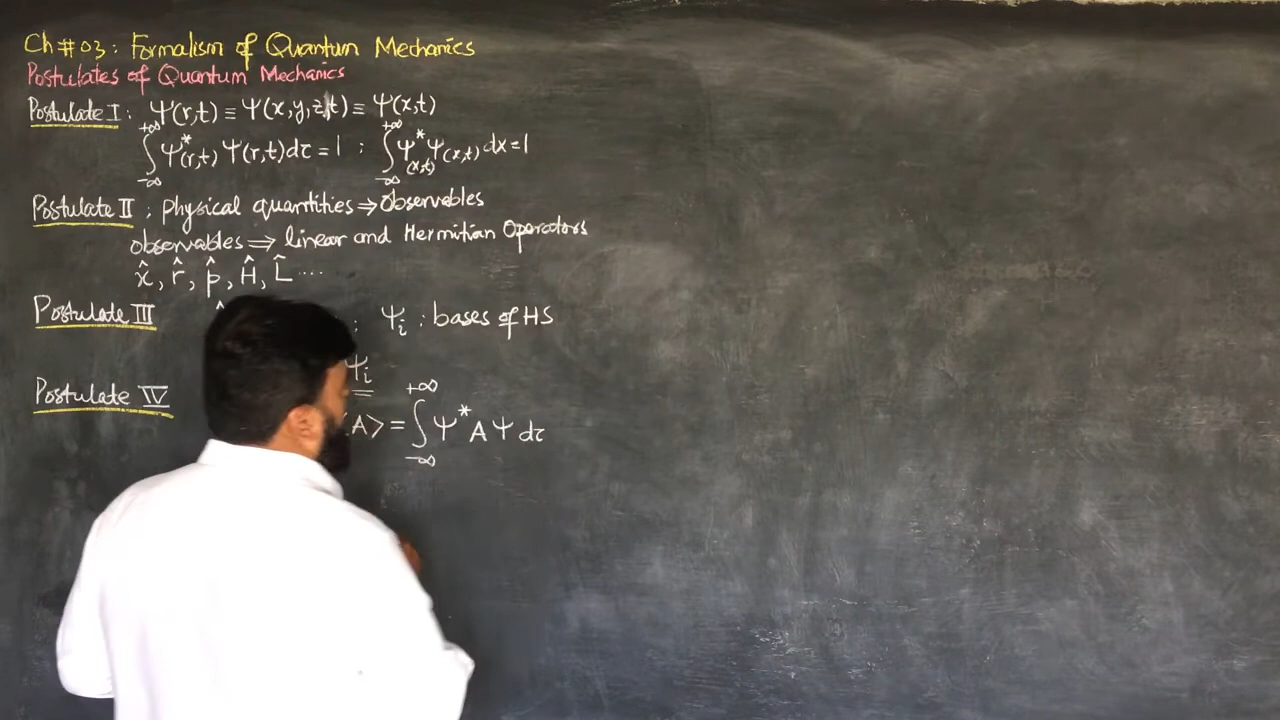 Ch # 03: Formalism of Quantum Mechanics
Postulates of Quantum Mechanics
Postulate I: Ψ(r,t) ≡ Ψ(x,y,z,t) ≡ Ψ(x,t)
∫_{-∞}^{+∞} Ψ*(r,t) Ψ(r,t) dτ = 1 ; ∫_{-∞}^{+∞} Ψ*(x,t) Ψ(x,t) dx = 1
Postulate II: physical quantities ⇒ observables
observables ⇒ linear and Hermitian Operators
x̂, r̂, p̂, Ĥ, L̂ ....
Postulate III ; Ψi : bases of HS
Ψi
Postulate IV A> = ∫_{-∞}^{+∞} Ψ* A Ψ dτ